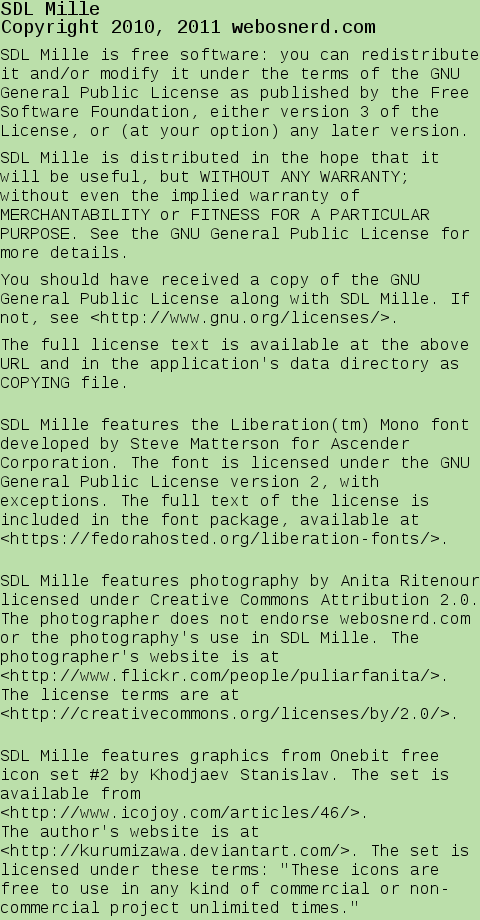 SDL Mille
Copyright 2010, 2011 webosnerd.com
SDL Mille is free software: you can redistribute
it and/or modify it under the terms of the GNU
General Public License as published by the Free
Software Foundation, either version 3 of the
License, or (at your option) any later version.
SDL Mille is distributed in the hope that it
will be useful, but WITHOUT ANY WARRANTY;
without even the implied warranty of
MERCHANTABILITY or FITNESS FOR A PARTICULAR
PURPOSE. See the GNU General Public License for
more details.
You should have received a copy of the GNU
General Public License along with SDL Mille. If
not, see <http://www.gnu.org/licenses/>.
The full license text is available at the above
URL and in the application's data directory as
COPYING file.
SDL Mille features the Liberation(tm) Mono font
developed by Steve Matterson for Ascender
Corporation. The font is licensed under the GNU
General Public License version 2, with
exceptions. The full text of the license is
included in the font package, available at
<https://fedorahosted.org/liberation-fonts/>.
SDL Mille features photography by Anita Ritenour
licensed under Creative Commons Attribution 2.0.
The photographer does not endorse webosnerd.com
or the photography's use in SDL Mille. The
photographer's website is at
<http://www.flickr.com/people/puliarfanita/>.
The license terms are at
<http://creativecommons.org/licenses/by/2.0/>.
SDL Mille features graphics from Onebit free
icon set #2 by Khodjaev Stanislav. The set is
available from
<http://www.icojoy.com/articles/46/>.
The author's website is at
<http://kurumizawa.deviantart.com/>. The set is
licensed under these terms: "These icons are
free to use in any kind of commercial or non-
commercial project unlimited times."